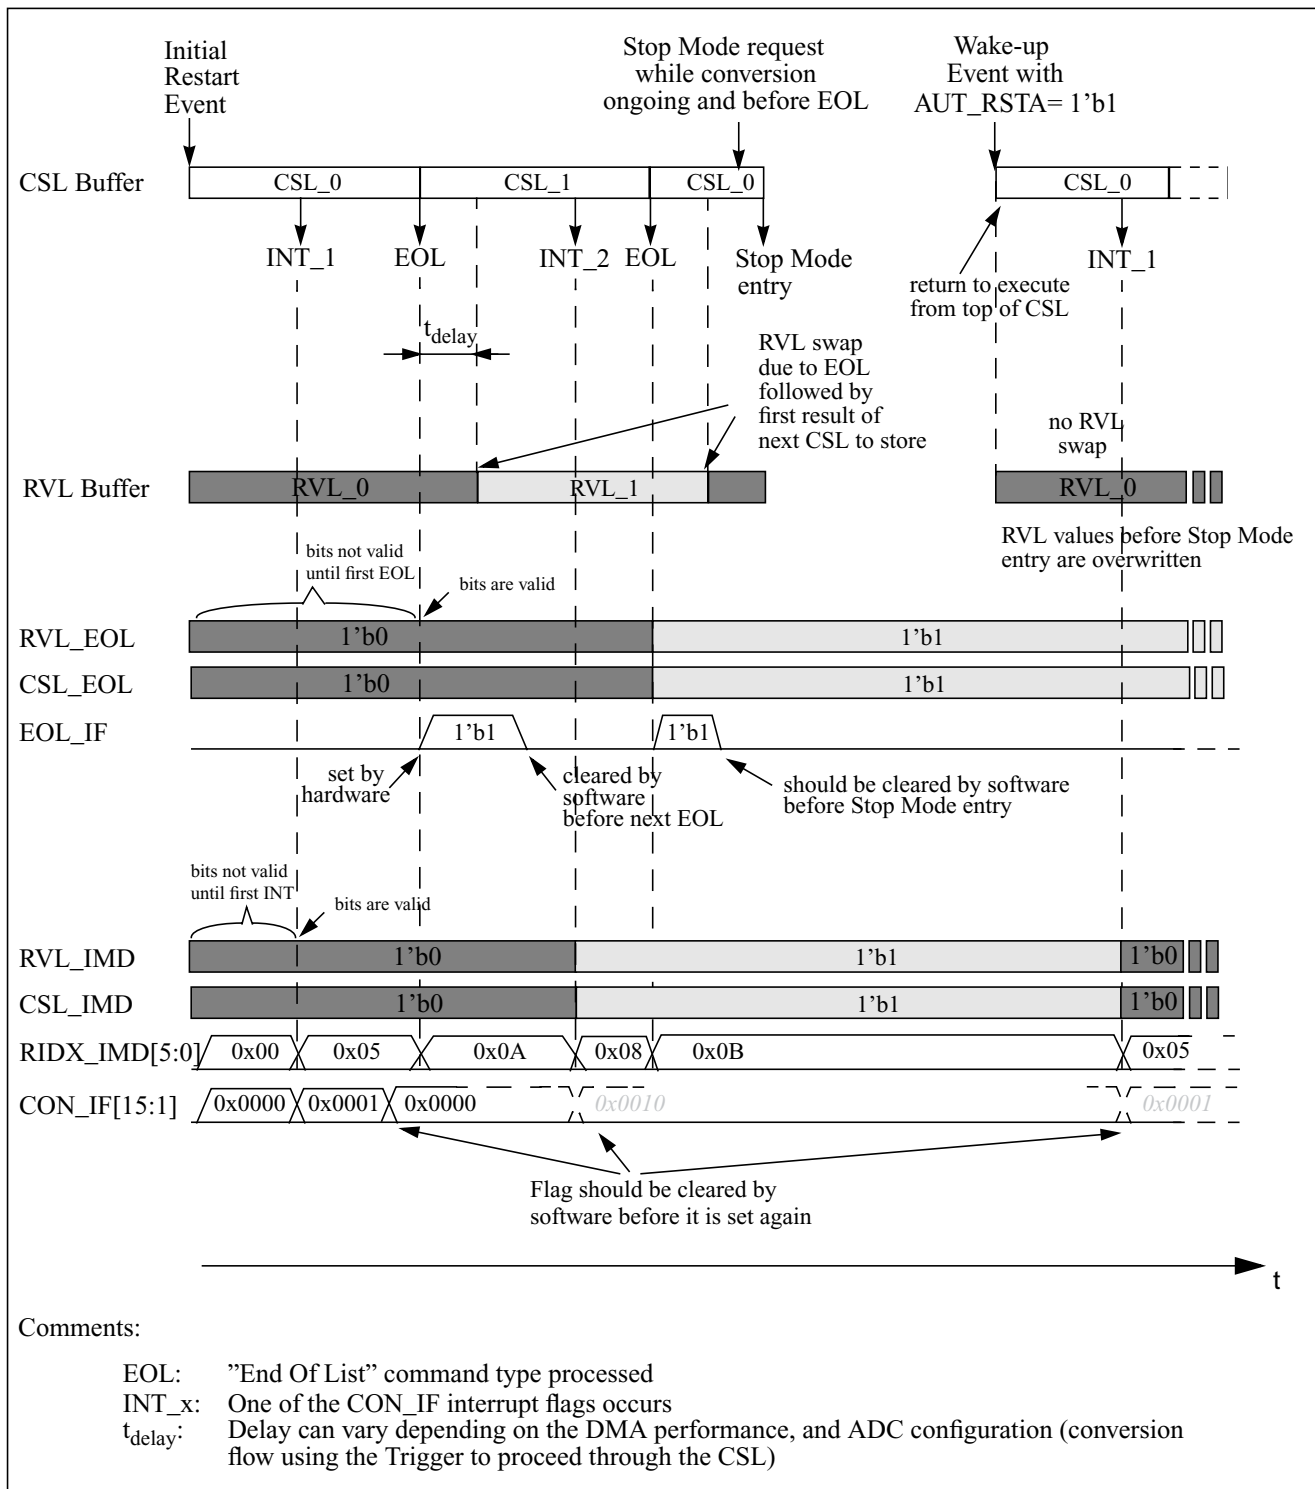 Initial
Restart
Event
Stop Mode request
while conversion
ongoing and before EOL
Wake-up
Event with
AUT_RSTA= 1’b1
CSL Buffer
CSL_0
CSL_1
CSL_0
CSL_0
INT_1
EOL
INT_2
EOL
Stop Mode
entry
INT_1
return to execute
from top of CSL
tdelay
RVL swap
due to EOL
followed by
first result of
next CSL to store
no RVL
swap
RVL Buffer
RVL_0
RVL_1
RVL_0
RVL values before Stop Mode
entry are overwritten
bits not valid
until first EOL
bits are valid
RVL_EOL
1’b0
1’b1
CSL_EOL
1’b0
1’b1
EOL_IF
1’b1
1’b1
set by
hardware
cleared by
software
before next EOL
should be cleared by software
before Stop Mode entry
bits not valid
until first INT
bits are valid
RVL_IMD
1’b0
1’b1
1’b0
CSL_IMD
1’b0
1’b1
1’b0
RIDX_IMD[5:0]
0x00
0x05
0x0A
0x08
0x0B
0x05
CON_IF[15:1]
0x0000
0x0001
0x0000
0x0010
0x0001
Flag should be cleared by
software before it is set again
t
Comments:
EOL: ”End Of List” command type processed
INT_x: One of the CON_IF interrupt flags occurs
tdelay: Delay can vary depending on the DMA performance, and ADC configuration (conversion
flow using the Trigger to proceed through the CSL)